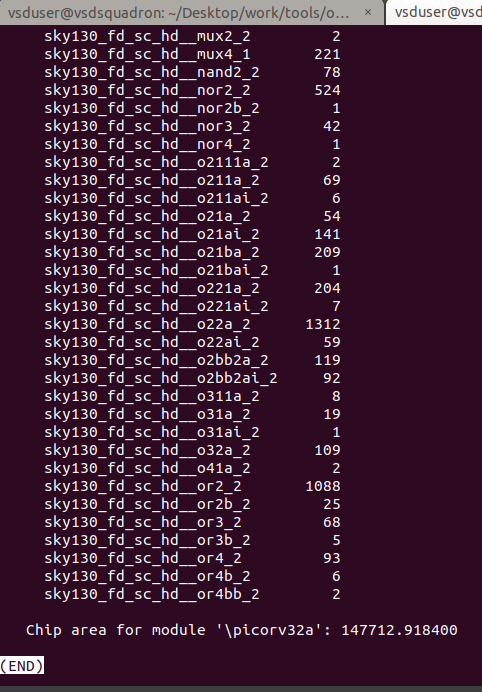 vsduser@vsdsquadron: ~/Desktop/work/tools/o... × vsduser@vsd
sky130_fd_sc_hd__mux2_2 2
sky130_fd_sc_hd__mux4_1 221
sky130_fd_sc_hd__nand2_2 78
sky130_fd_sc_hd__nor2_2 524
sky130_fd_sc_hd__nor2b_2 1
sky130_fd_sc_hd__nor3_2 42
sky130_fd_sc_hd__nor4_2 1
sky130_fd_sc_hd__o2111a_2 2
sky130_fd_sc_hd__o211a_2 69
sky130_fd_sc_hd__o211ai_2 6
sky130_fd_sc_hd__o21a_2 54
sky130_fd_sc_hd__o21ai_2 141
sky130_fd_sc_hd__o21ba_2 209
sky130_fd_sc_hd__o21bai_2 1
sky130_fd_sc_hd__o221a_2 204
sky130_fd_sc_hd__o221ai_2 7
sky130_fd_sc_hd__o22a_2 1312
sky130_fd_sc_hd__o22ai_2 59
sky130_fd_sc_hd__o2bb2a_2 119
sky130_fd_sc_hd__o2bb2ai_2 92
sky130_fd_sc_hd__o311a_2 8
sky130_fd_sc_hd__o31a_2 19
sky130_fd_sc_hd__o31ai_2 1
sky130_fd_sc_hd__o32a_2 109
sky130_fd_sc_hd__o41a_2 2
sky130_fd_sc_hd__or2_2 1088
sky130_fd_sc_hd__or2b_2 25
sky130_fd_sc_hd__or3_2 68
sky130_fd_sc_hd__or3b_2 5
sky130_fd_sc_hd__or4_2 93
sky130_fd_sc_hd__or4b_2 6
sky130_fd_sc_hd__or4bb_2 2
Chip area for module '\picorv32a': 147712.918400
(END)